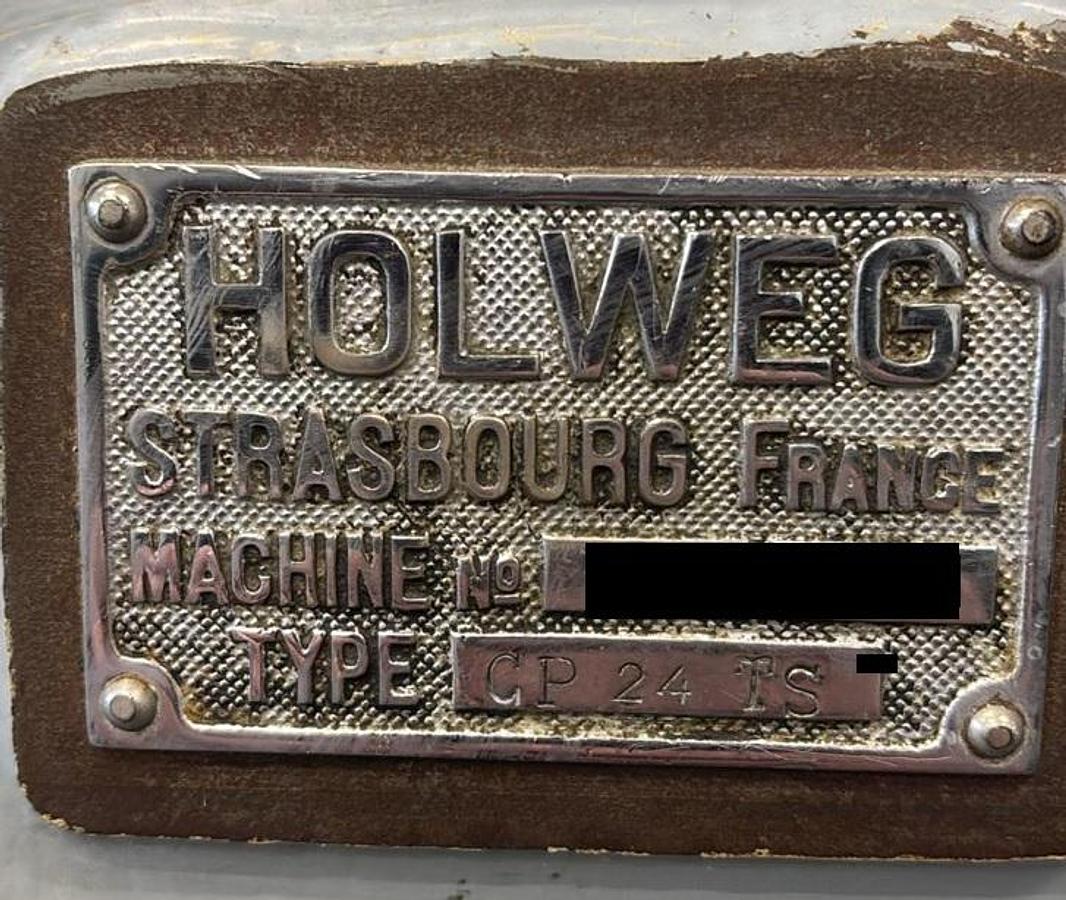 HOLWEG
STRASBOURG FRANCE
MACHINE No
TYPE CP 24 TS